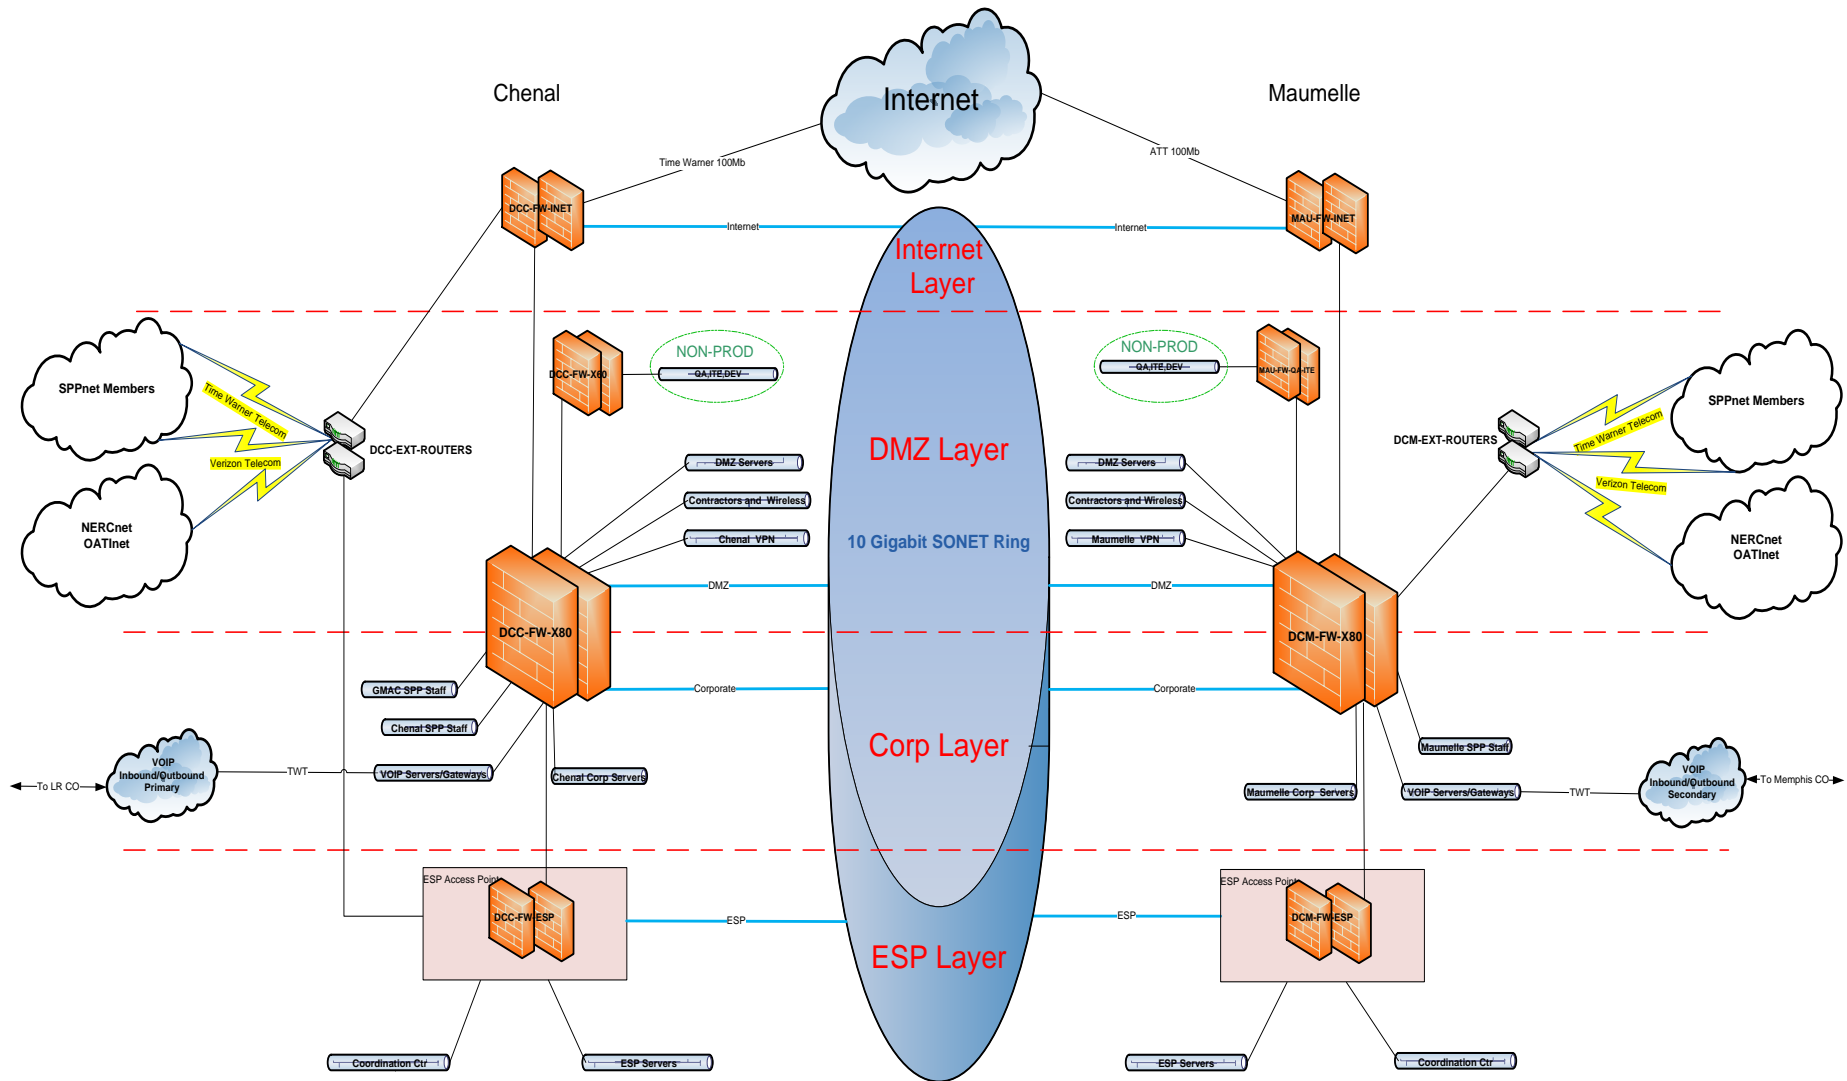 Chenal
Internet
Maumelle
Time Warner 100Mb
ATT 100Mb
DCC-FW-INET
MAU-FW-INET
Internet
Internet
Internet
Layer
SPPnet Members
Time Warner Telecom
Verizon Telecom
NERCnet
OATInet
DCC-EXT-ROUTERS
DCC-FW-X60
NON-PROD
QA,ITE,DEV
NON-PROD
QA,ITE,DEV
MAU-FW-QA-ITE
DCM-EXT-ROUTERS
SPPnet Members
Time Warner Telecom
Verizon Telecom
NERCnet
OATInet
DMZ Layer
DMZ Servers
Contractors and Wireless
Chenal VPN
DMZ Servers
Contractors and Wireless
Maumelle VPN
10 Gigabit SONET Ring
DMZ
DMZ
DCC-FW-X80
DCM-FW-X80
Corporate
Corporate
GMAC SPP Staff
Chenal SPP Staff
VOIP Servers/Gateways
Chenal Corp Servers
Corp Layer
Maumelle SPP Staff
Maumelle Corp Servers
VOIP Servers/Gateways
To LR CO
VOIP
Inbound/Outbound
Primary
TWT
TWT
VOIP
Inbound/Outbound
Secondary
To Memphis CO
ESP Access Point
DCC-FW-ESP
ESP
ESP Layer
ESP
ESP Access Point
DCM-FW-ESP
Coordination Ctr
ESP Servers
ESP Servers
Coordination Ctr